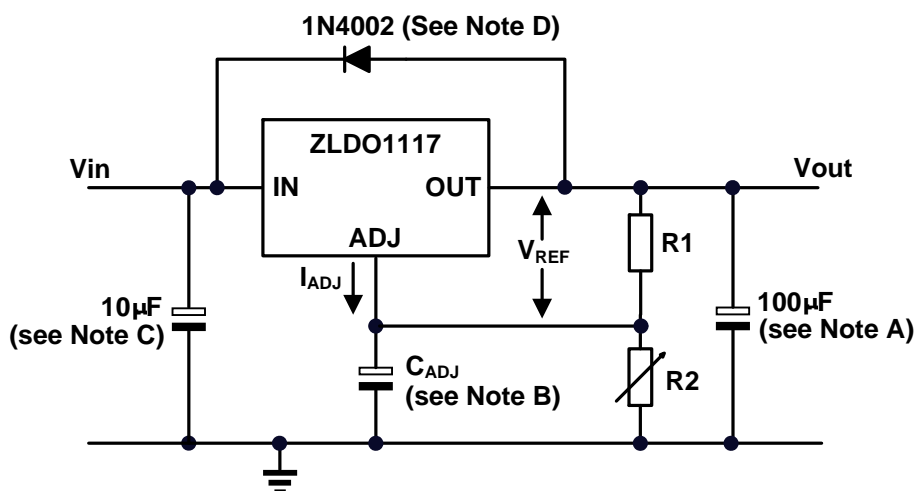 1N4002 (See Note D)
ZLDO1117
Vin
Vout
IN
OUT
ADJ
VREF
R1
IADJ
10μF
(see Note C)
100μF
(see Note A)
CADJ
(see Note B)
R2